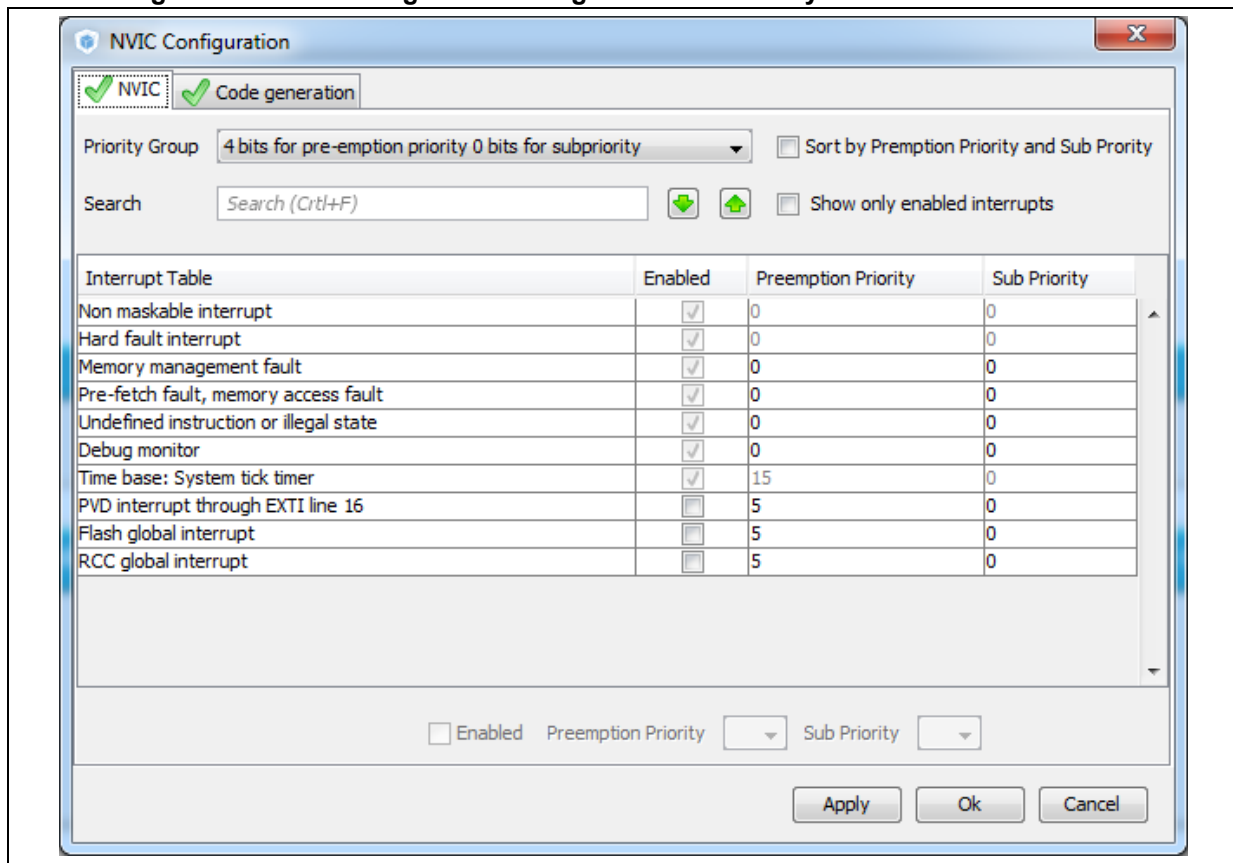 NVIC Configuration
NVIC Code generation
Priority Group 4 bits for pre-emption priority 0 bits for subpriority Sort by Premption Priority and Sub Prority
Search Search (Crtl+F) Show only enabled interrupts
Interrupt Table Enabled Preemption Priority Sub Priority
Non maskable interrupt 0 0
Hard fault interrupt 0 0
Memory management fault 0 0
Pre-fetch fault, memory access fault 0 0
Undefined instruction or illegal state 0 0
Debug monitor 0 0
Time base: System tick timer 15 0
PVD interrupt through EXTI line 16 5 0
Flash global interrupt 5 0
RCC global interrupt 5 0
Enabled Preemption Priority Sub Priority
Apply Ok Cancel